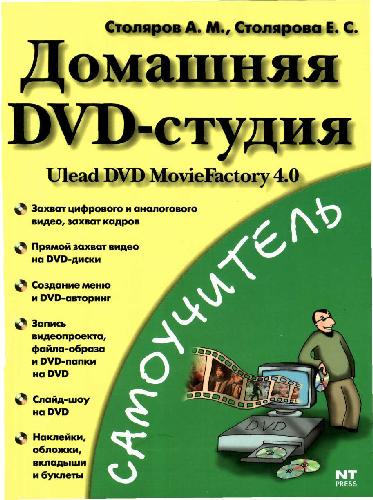 Столяров А. М., Столярова Е. С.
Домашняя
DVD-студия
Ulead DVD MovieFactory 4.0
Захват цифрового и аналогового
видео, захват кадров
Прямой захват видео
на DVD-диски
Создание меню
и DVD-авторинг
Запись
видеопроекта,
файла-образа
и DVD-папки
на DVD
Слайд-шоу
на DVD
Наклейки,
обложки,
вкладыши
и буклеты
САМОУЧИТЕЛЬ
DVD
NT
PRESS